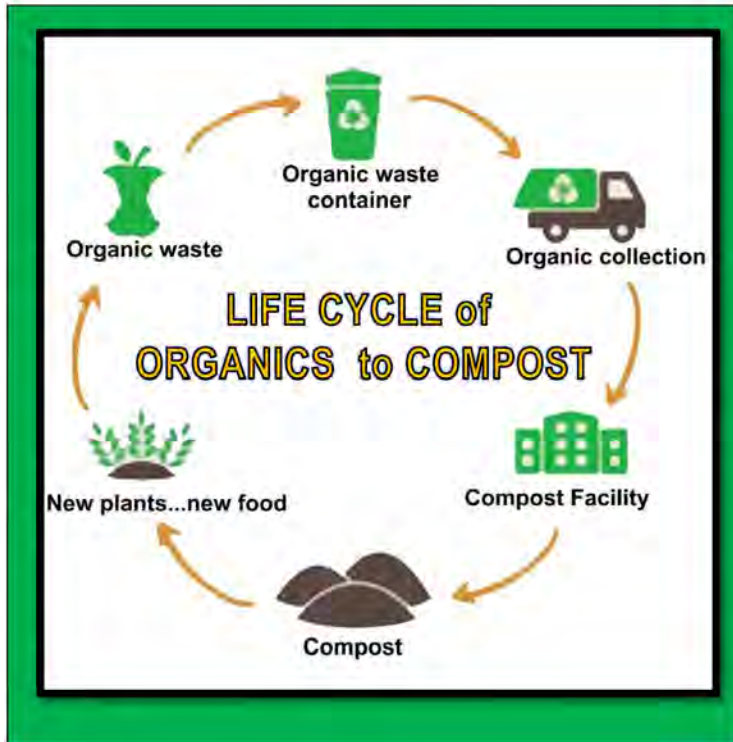 Organic waste
container
Organic waste
Organic collection
LIFE CYCLE of
ORGANICS to COMPOST
New plants...new food
Compost Facility
Compost